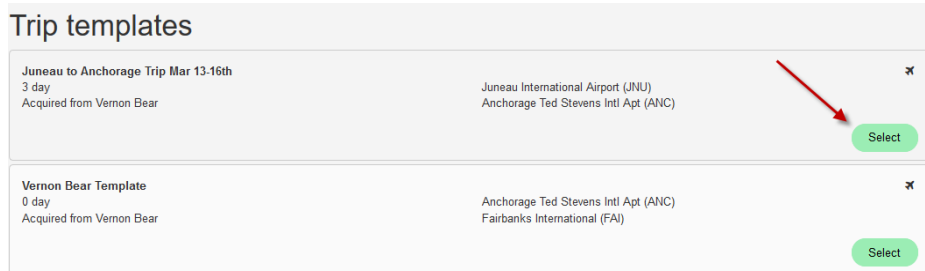 Trip templates
Juneau to Anchorage Trip Mar 13-16th
3 day
Juneau International Airport (JNU)
Acquired from Vernon Bear
Anchorage Ted Stevens Intl Apt (ANC)
Select
Vernon Bear Template
0 day
Anchorage Ted Stevens Intl Apt (ANC)
Acquired from Vernon Bear
Fairbanks International (FAI)
Select